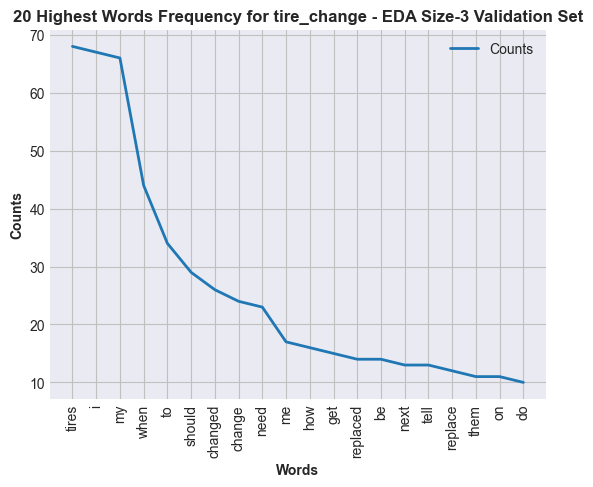 20 Highest Words Frequency for tire_change - EDA Size-3 Validation Set
Counts
70
60
50
40
30
20
10
Counts
tires
i
my
when
to
should
changed
change
need
me
how
get
replaced
be
next
tell
replace
them
on
do
Words